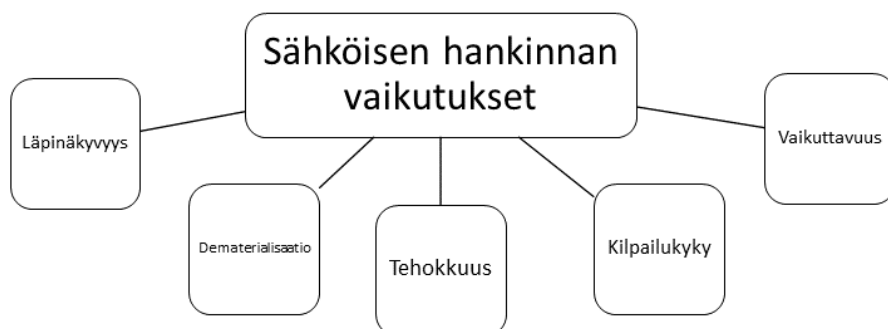 Sähköisen hankinnan
vaikutukset
Läpinäkyvyys
Vaikuttavuus
Dematerialisaatio
Tehokkuus
Kilpailukyky